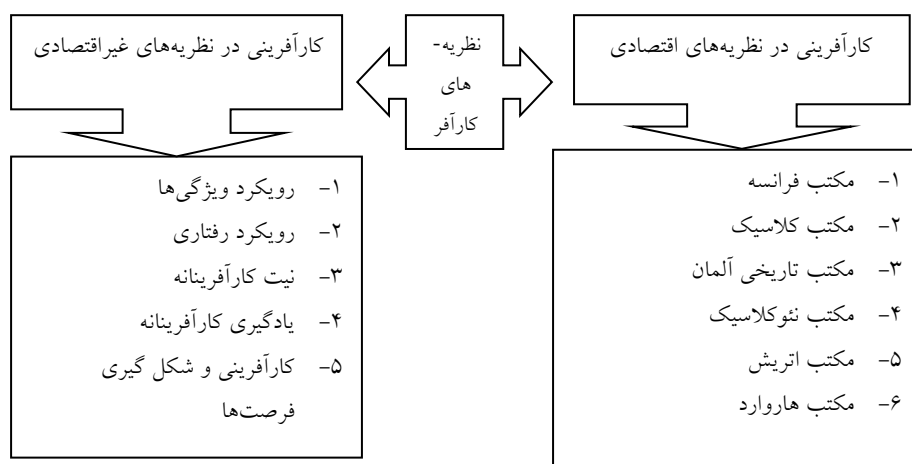 کارآفرینی در نظریه‌های اقتصادی
نظریه-
های
کارآفر
کارآفرینی در نظریه‌های غیراقتصادی
۱- مکتب فرانسه
۲- مکتب کلاسیک
۳- مکتب تاریخی آلمان
۴- مکتب نئوکلاسیک
۵- مکتب اتریش
۶- مکتب هاروارد
۱- رویکرد ویژگی‌ها
۲- رویکرد رفتاری
۳- نیت کارآفرینانه
۴- یادگیری کارآفرینانه
۵- کارآفرینی و شکل گیری
فرصت‌ها